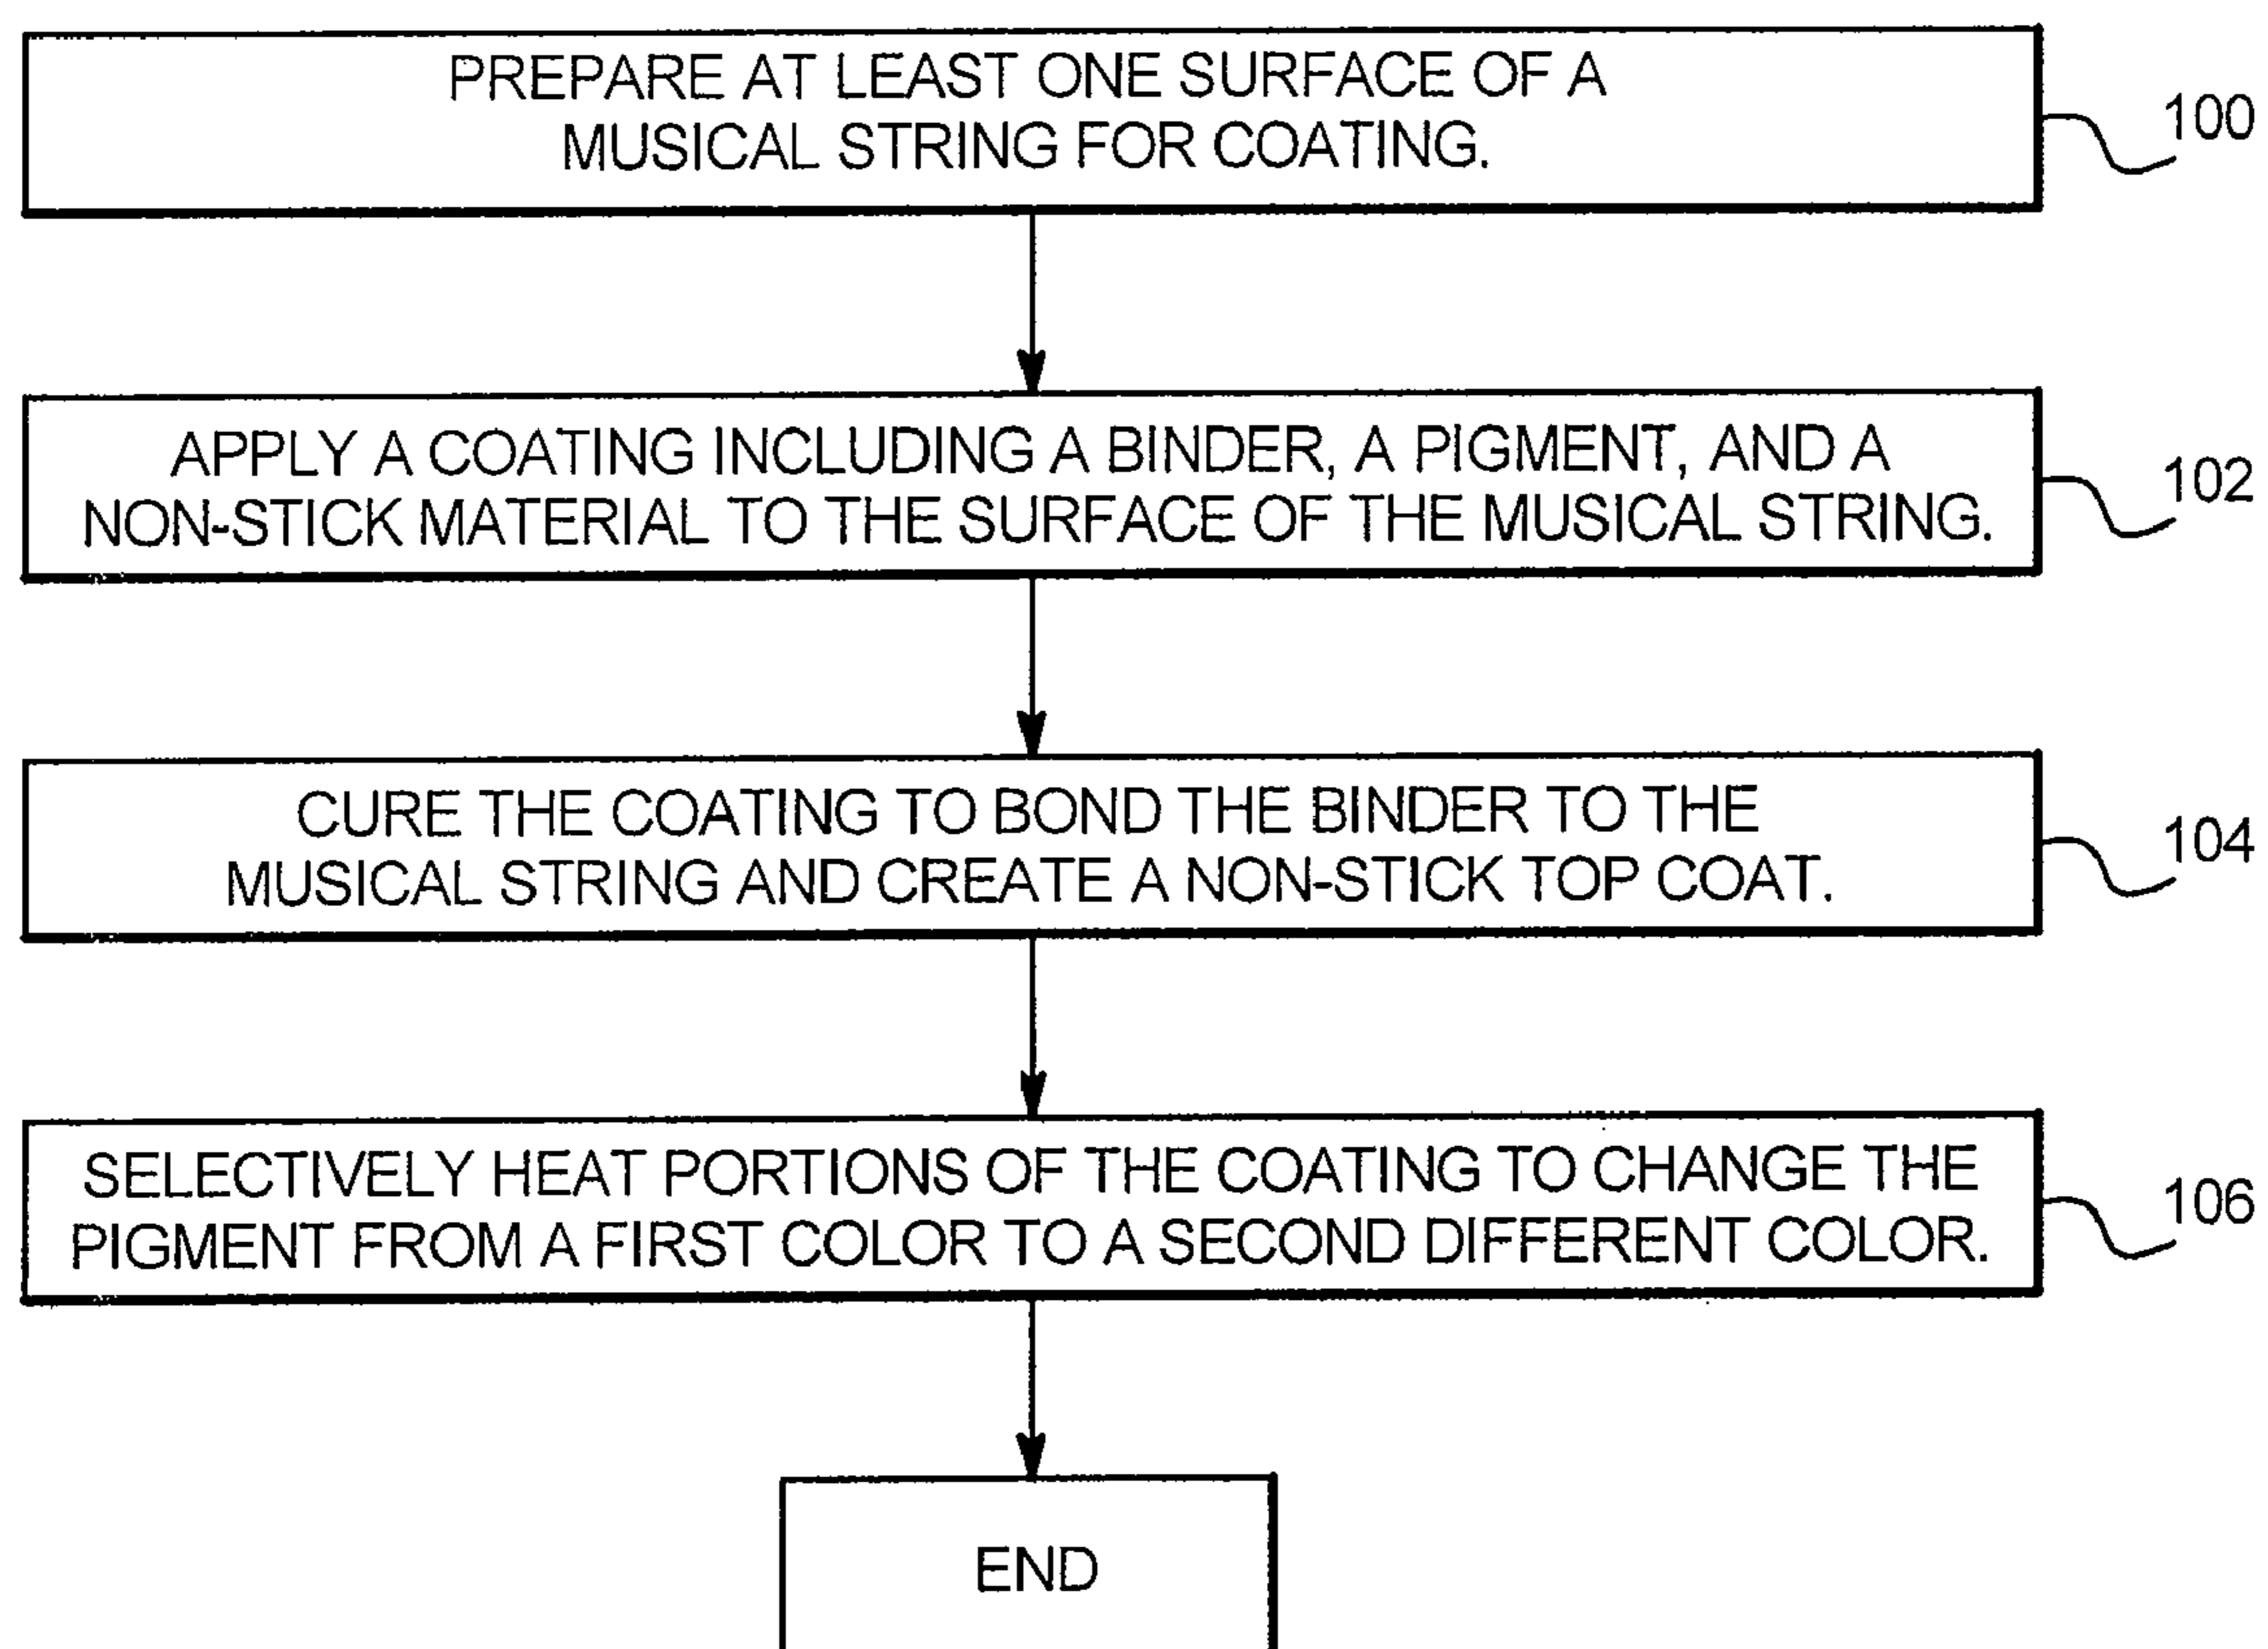 PREPARE AT LEAST ONE SURFACE OF A
MUSICAL STRING FOR COATING.
100
APPLY A COATING INCLUDING A BINDER, A PIGMENT, AND A
NON-STICK MATERIAL TO THE SURFACE OF THE MUSICAL STRING.
102
CURE THE COATING TO BOND THE BINDER TO THE
MUSICAL STRING AND CREATE A NON-STICK TOP COAT.
104
SELECTIVELY HEAT PORTIONS OF THE COATING TO CHANGE THE
PIGMENT FROM A FIRST COLOR TO A SECOND DIFFERENT COLOR.
106
END